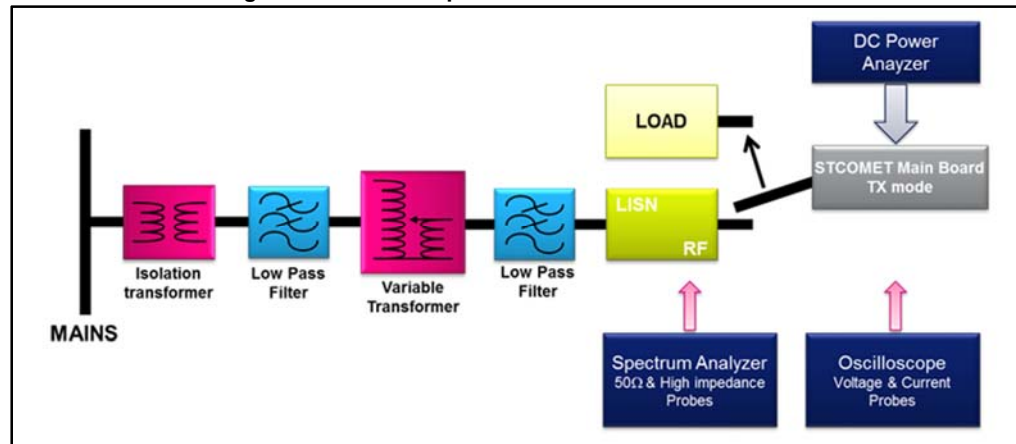 DC Power
Anayzer
LOAD
STCOMET Main Board
TX mode
LISN
RF
Isolation
transformer
Low Pass
Filter
Variable
Transformer
Low Pass
Filter
MAINS
Spectrum Analyzer
50Ω & High impedance
Probes
Oscilloscope
Voltage & Current
Probes